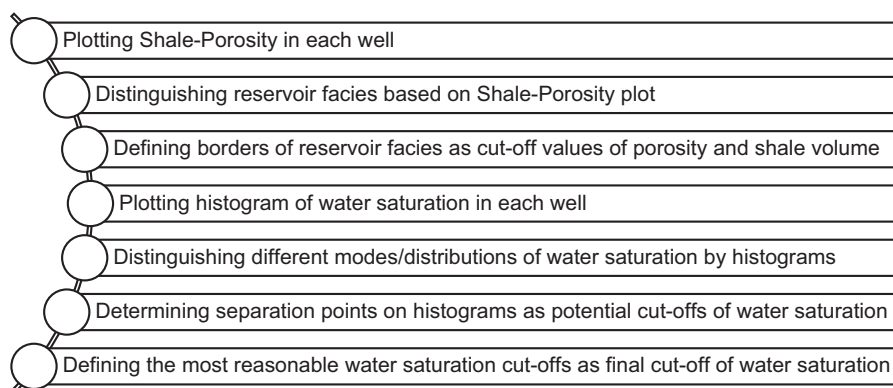 Plotting Shale-Porosity in each well
Distinguishing reservoir facies based on Shale-Porosity plot
Defining borders of reservoir facies as cut-off values of porosity and shale volume
Plotting histogram of water saturation in each well
Distinguishing different modes/distributions of water saturation by histograms
Determining separation points on histograms as potential cut-offs of water saturation
Defining the most reasonable water saturation cut-offs as final cut-off of water saturation